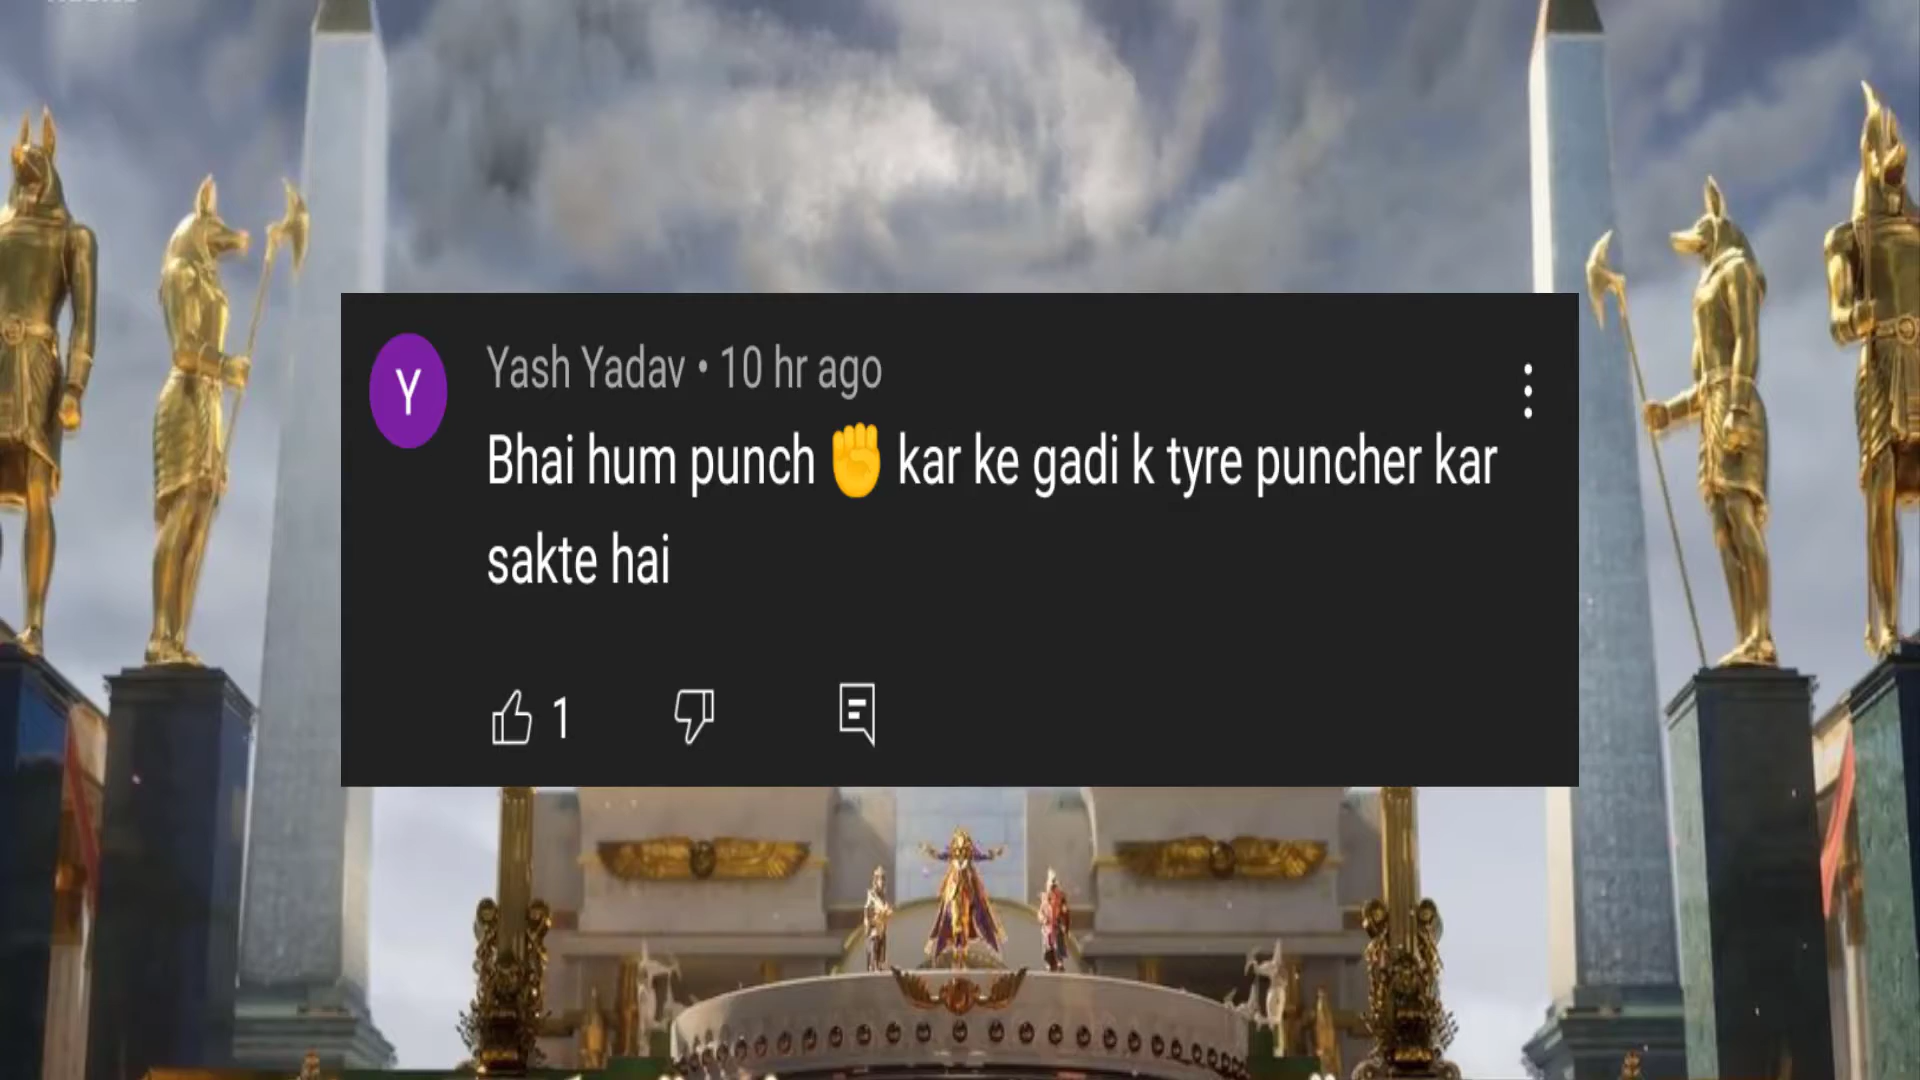 Yash Yadav • 10 hr ago
Y
Bhai hum punch ✊ kar ke gadi k tyre puncher kar
sakte hai
1